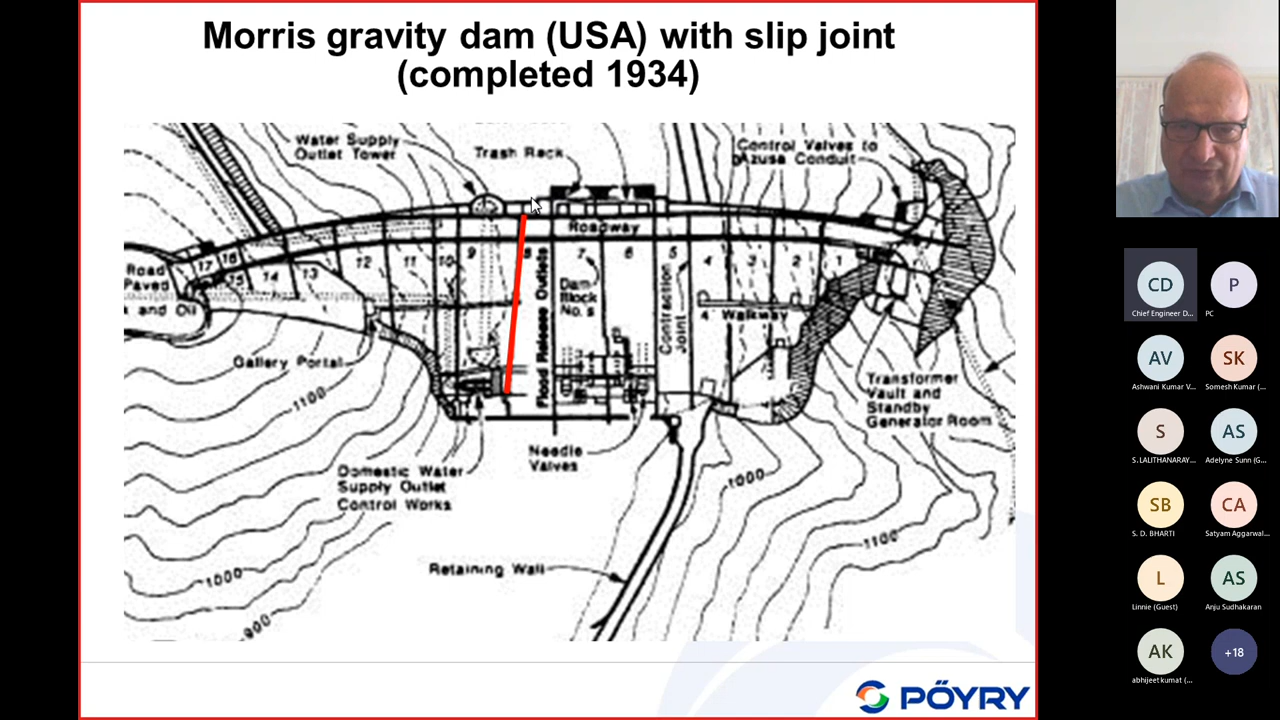 Morris gravity dam (USA) with slip joint
(completed 1934)
Water Supply
Outlet Tower
Trash Rack
Control Valves to
Azusa Conduit
Roadway
Road
Paved
and Oil
17
16
15
14
13
12
11
10
9
8
7
6
5
4
3
2
1
Flood Release Outlets
Dam
Block
No.s
Contraction
Joint
4' Walkway
Gallery Portal
1100
Transformer
Vault and
Standby
Generator Room
Needle
Valves
Domestic Water
Supply Outlet
Control Works
1000
1100
Retaining Wall
1000
900
PÖYRY
CD
Chief Engineer D...
P
PC
AV
Ashwani Kumar V...
SK
Somesh Kumar (...
S
S. LALITHANARAY...
AS
Adelyne Sunn (G...
SB
S. D. BHARTI
CA
Satyam Aggarwal...
L
Linnie (Guest)
AS
Anju Sudhakaran
AK
abhijeet kumat (...
+18